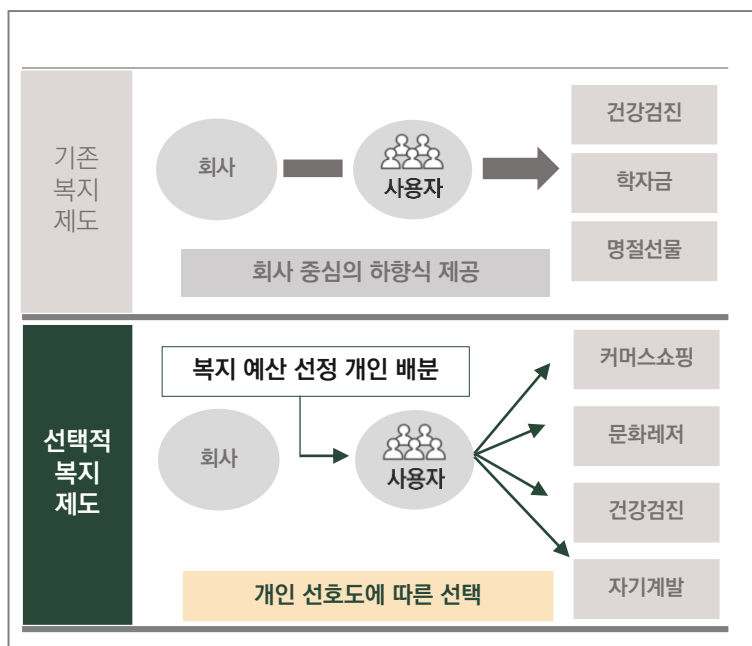 기존
복지
제도
회사
사용자
건강검진
학자금
명절선물
회사 중심의 하향식 제공
선택적
복지
제도
복지 예산 선정 개인 배분
회사
사용자
커머스쇼핑
문화레저
건강검진
자기계발
개인 선호도에 따른 선택